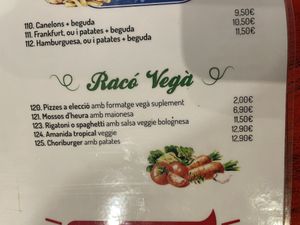 9,50€
110. Canelons + beguda 10,50€
111. Frankfurt, ou i patates + beguda 11,50€
112. Hamburguesa, ou i patates + beguda
Racó Vegà
120. Pizzes a elecció amb formatge vegà suplement 2,00€
121. Mossos d'heura amb maionesa 6,90€
123. Rigatoni o spaghetti amb salsa veggie bolognesa 11,50€
124. Amanida tropical veggie 12,90€
125. Choriburger amb patates 12,90€